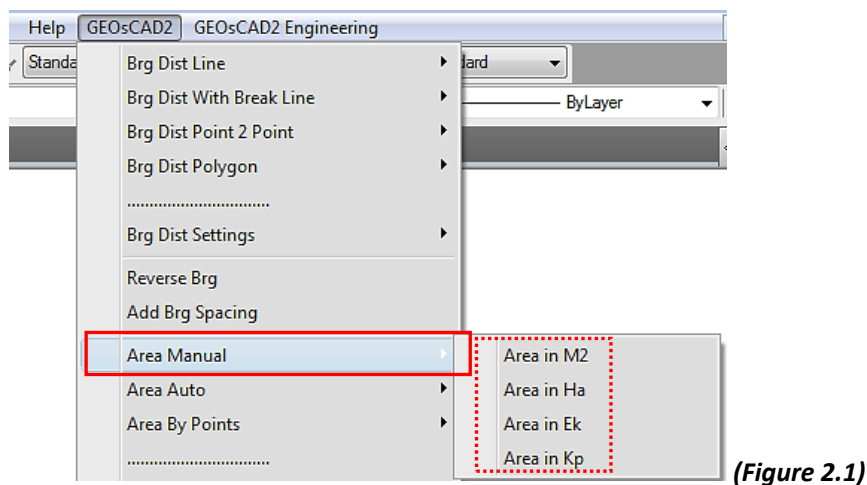 Help GEOsCAD2 GEOsCAD2 Engineering
Standa dard
Brg Dist Line
Brg Dist With Break Line
ByLayer
Brg Dist Point 2 Point
Brg Dist Polygon
................................
Brg Dist Settings
Reverse Brg
Add Brg Spacing
Area Manual
Area in M2
Area Auto
Area in Ha
Area By Points
Area in Ek
................................
Area in Kp
(Figure 2.1)